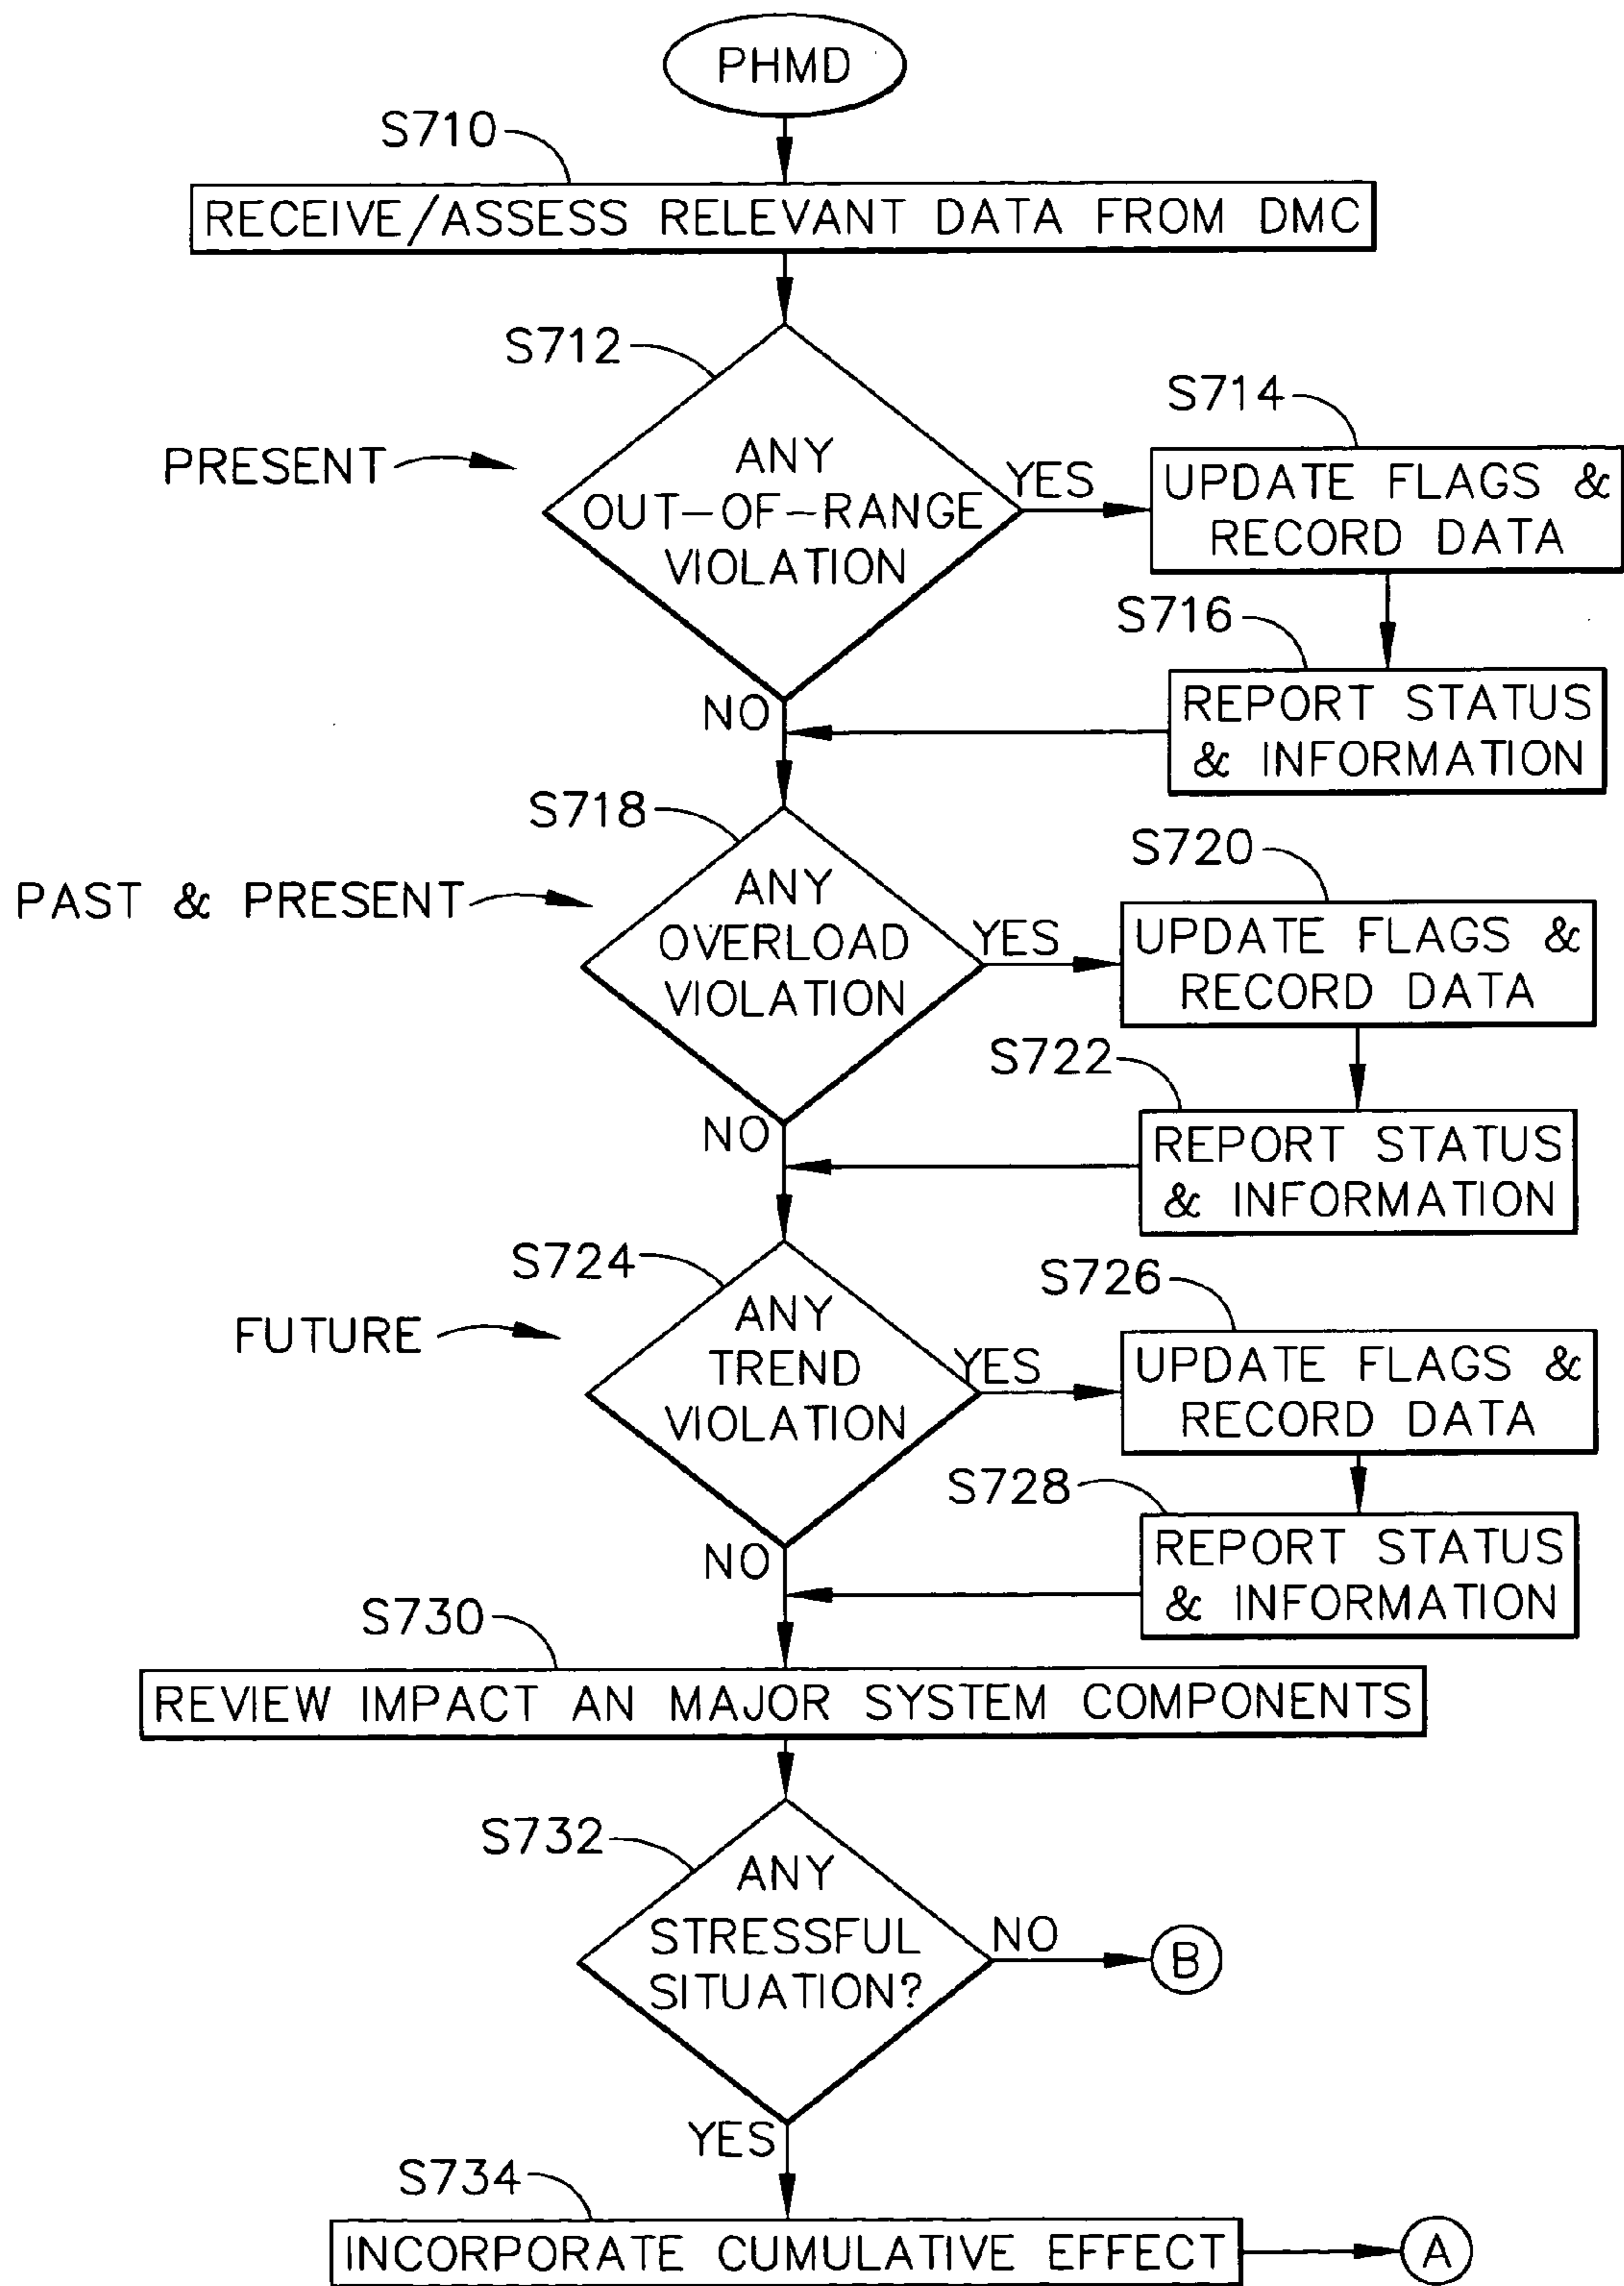 PHMD
S710
RECEIVE/ASSESS RELEVANT DATA FROM DMC
S712
PRESENT
ANY
OUT-OF-RANGE
VIOLATION
YES
S714
UPDATE FLAGS &
RECORD DATA
S716
REPORT STATUS
& INFORMATION
NO
S718
PAST & PRESENT
ANY
OVERLOAD
VIOLATION
YES
S720
UPDATE FLAGS &
RECORD DATA
S722
REPORT STATUS
& INFORMATION
NO
S724
FUTURE
ANY
TREND
VIOLATION
YES
S726
UPDATE FLAGS &
RECORD DATA
S728
REPORT STATUS
& INFORMATION
NO
S730
REVIEW IMPACT AN MAJOR SYSTEM COMPONENTS
S732
ANY
STRESSFUL
SITUATION?
NO
B
YES
S734
INCORPORATE CUMULATIVE EFFECT
A